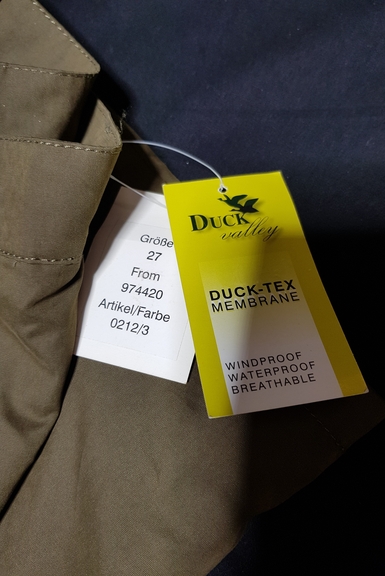 DUCK
valley
DUCK-TEX
MEMBRANE
WINDPROOF
WATERPROOF
BREATHABLE
Größe
27
From
974420
Artikel/Farbe
0212/3